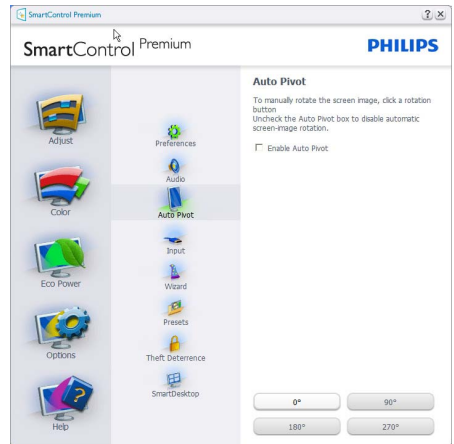 SmartControl Premium
SmartControl Premium
PHILIPS
Adjust
Color
Eco Power
Options
Help
Preferences
Audio
Auto Pivot
Input
Wizard
Presets
Theft Deterrence
SmartDesktop
Auto Pivot
To manually rotate the screen image, click a rotation
button
Uncheck the Auto Pivot box to disable automatic
screen-image rotation.
Enable Auto Pivot
0°
90°
180°
270°